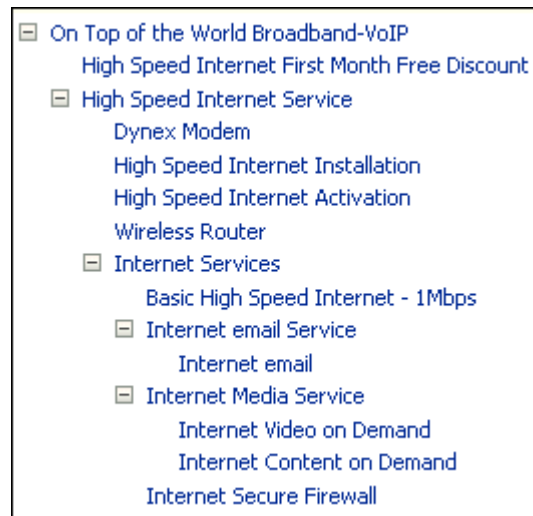 On Top of the World Broadband-VoIP
High Speed Internet First Month Free Discount
High Speed Internet Service
Dynex Modem
High Speed Internet Installation
High Speed Internet Activation
Wireless Router
Internet Services
Basic High Speed Internet - 1Mbps
Internet email Service
Internet email
Internet Media Service
Internet Video on Demand
Internet Content on Demand
Internet Secure Firewall